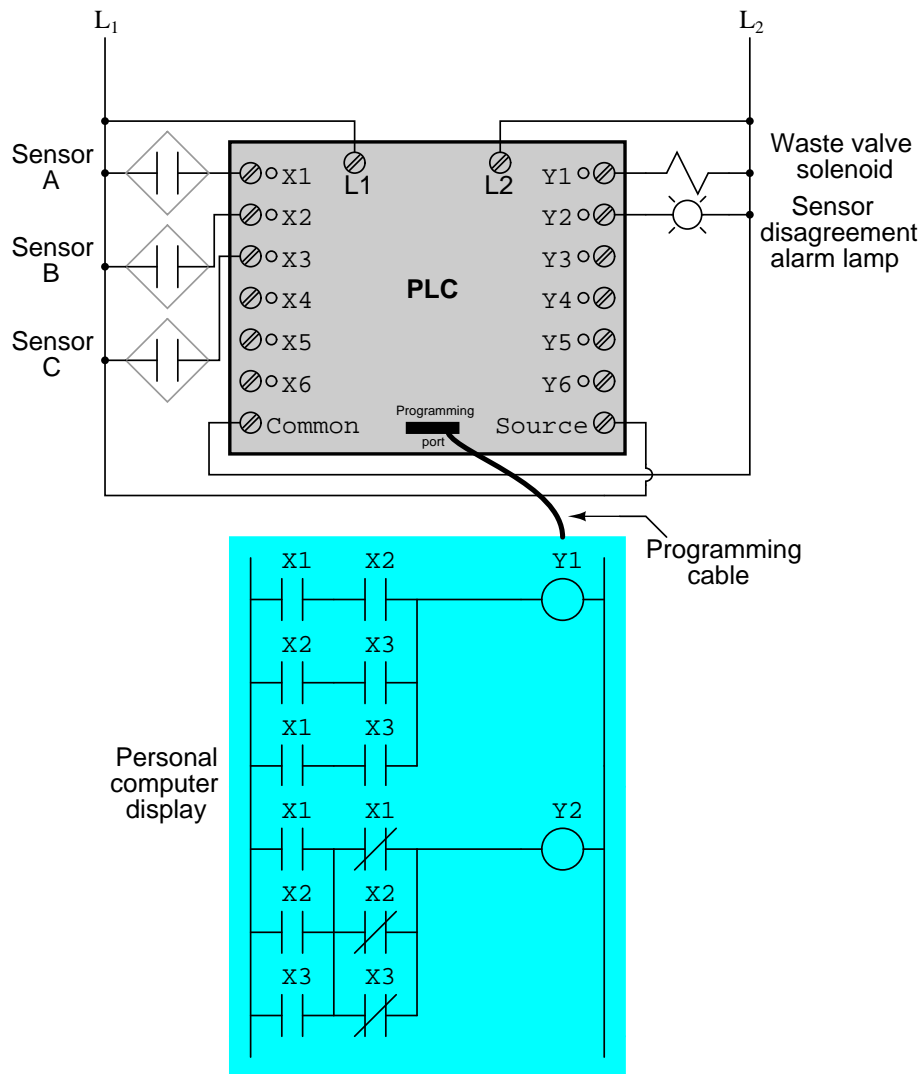 L1
L2
Sensor
A
Sensor
B
Sensor
C
X1
X2
X3
X4
X5
X6
Common
L1
L2
PLC
Programming
port
Y1
Y2
Y3
Y4
Y5
Y6
Source
Waste valve
solenoid
Sensor
disagreement
alarm lamp
Programming
cable
Personal
computer
display
X1 X2 Y1
X2 X3
X1 X3
X1 X1 Y2
X2 X2
X3 X3